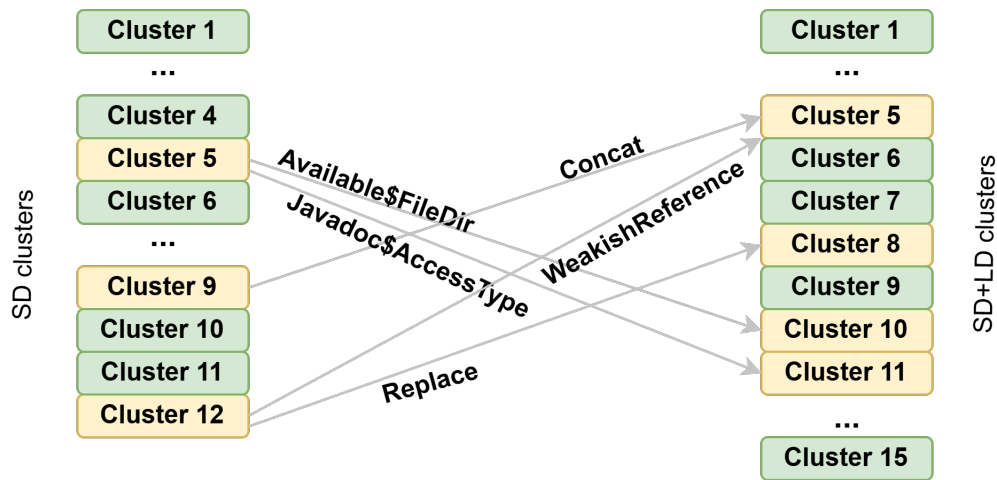 SD clusters
Cluster 1
...
Cluster 4
Cluster 5
Cluster 6
...
Cluster 9
Cluster 10
Cluster 11
Cluster 12
Available$FileDir
Javadoc$AccessType
Concat
WeakishReference
Replace
Cluster 1
...
Cluster 5
Cluster 6
Cluster 7
Cluster 8
Cluster 9
Cluster 10
Cluster 11
...
Cluster 15
SD+LD clusters